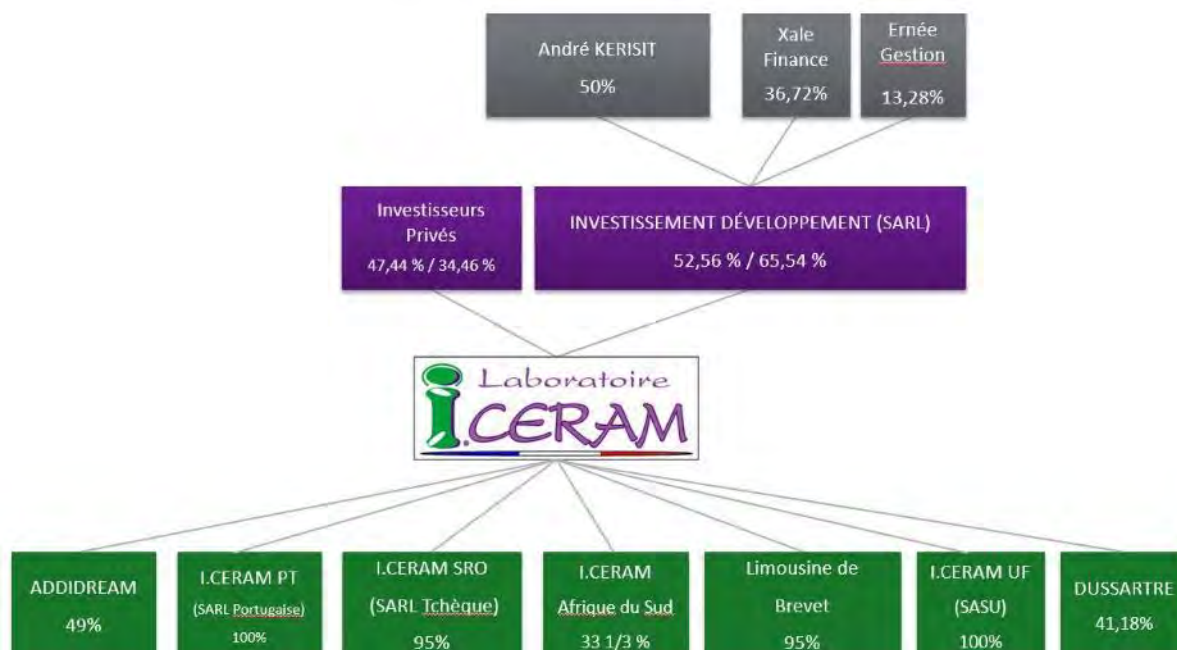 André KERISIT
50%
Xale
Finance
36,72%
Ernée
Gestion
13,28%
Investisseurs
Privés
47,44 % / 34,46 %
INVESTISSEMENT DÉVELOPPEMENT (SARL)
52,56 % / 65,54 %
Laboratoire
i.CERAM
ADDIDREAM
49%
I.CERAM PT
(SARL Portugaise)
100%
I.CERAM SRO
(SARL Tchèque)
95%
I.CERAM
Afrique du Sud
33 1/3 %
Limousine de
Brevet
95%
I.CERAM UF
(SASU)
100%
DUSSARTRE
41,18%